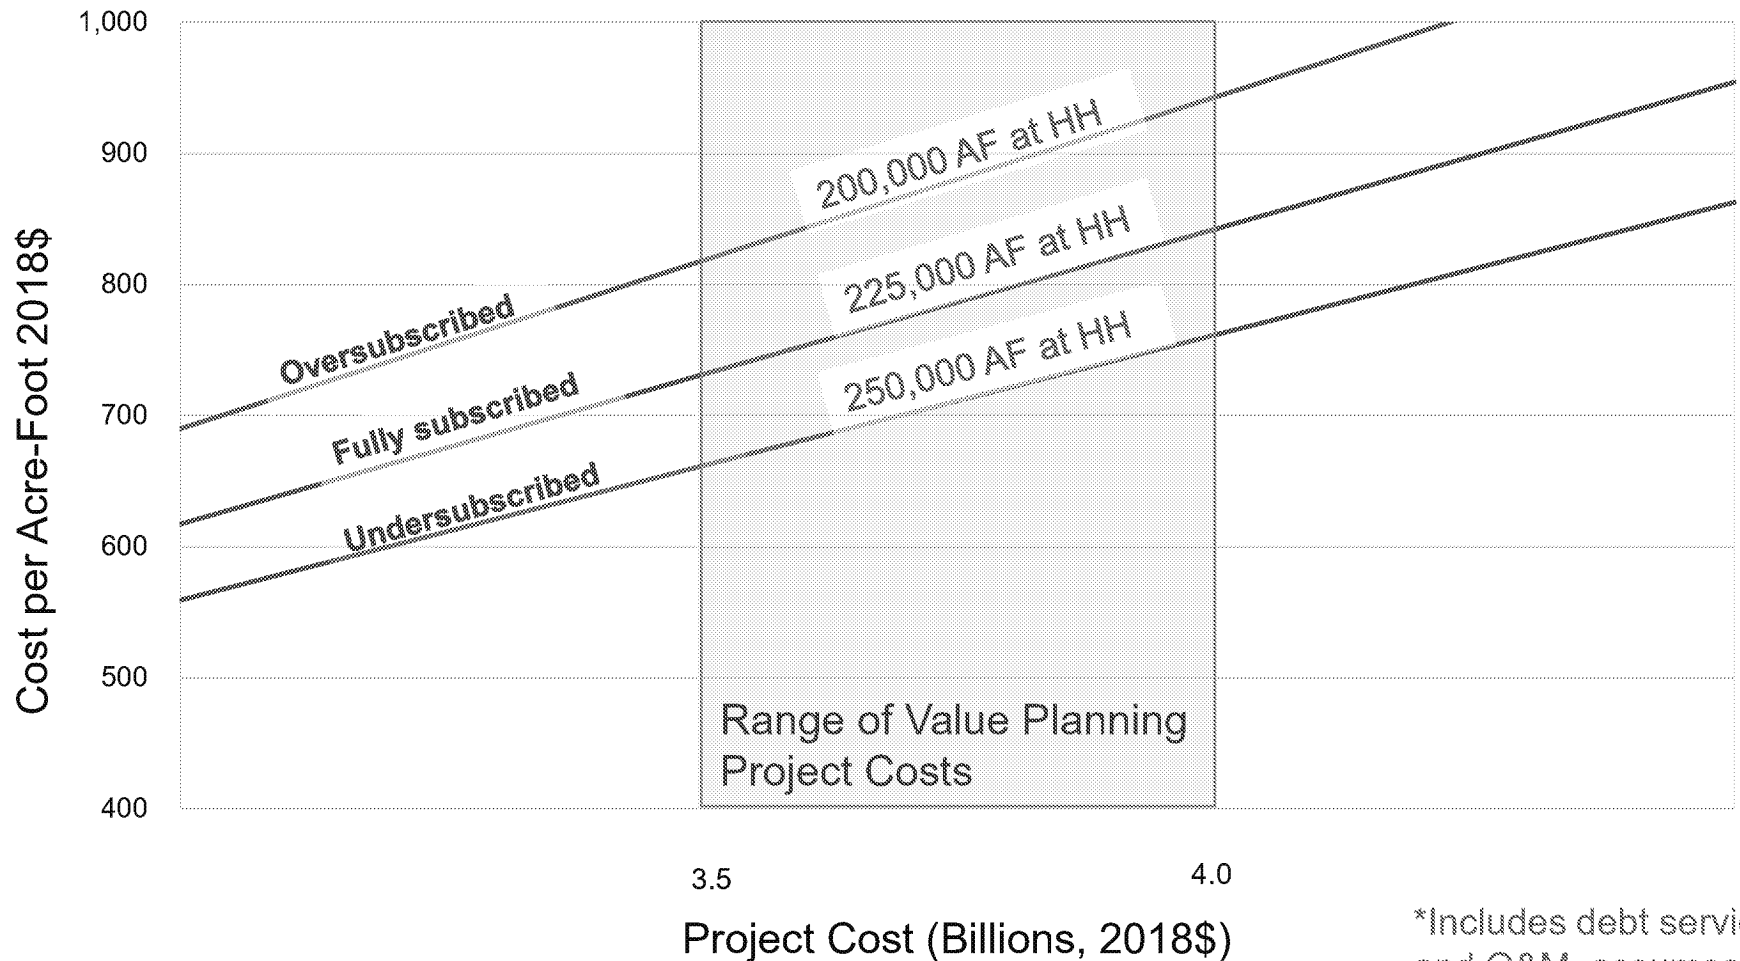 1,000
900
800
700
600
500
400
Cost per Acre-Foot 2018$
Oversubscribed
Fully subscribed
Undersubscribed
200,000 AF at HH
225,000 AF at HH
250,000 AF at HH
Range of Value Planning
Project Costs
3.5
4.0
Project Cost (Billions, 2018$)
*Includes debt servi